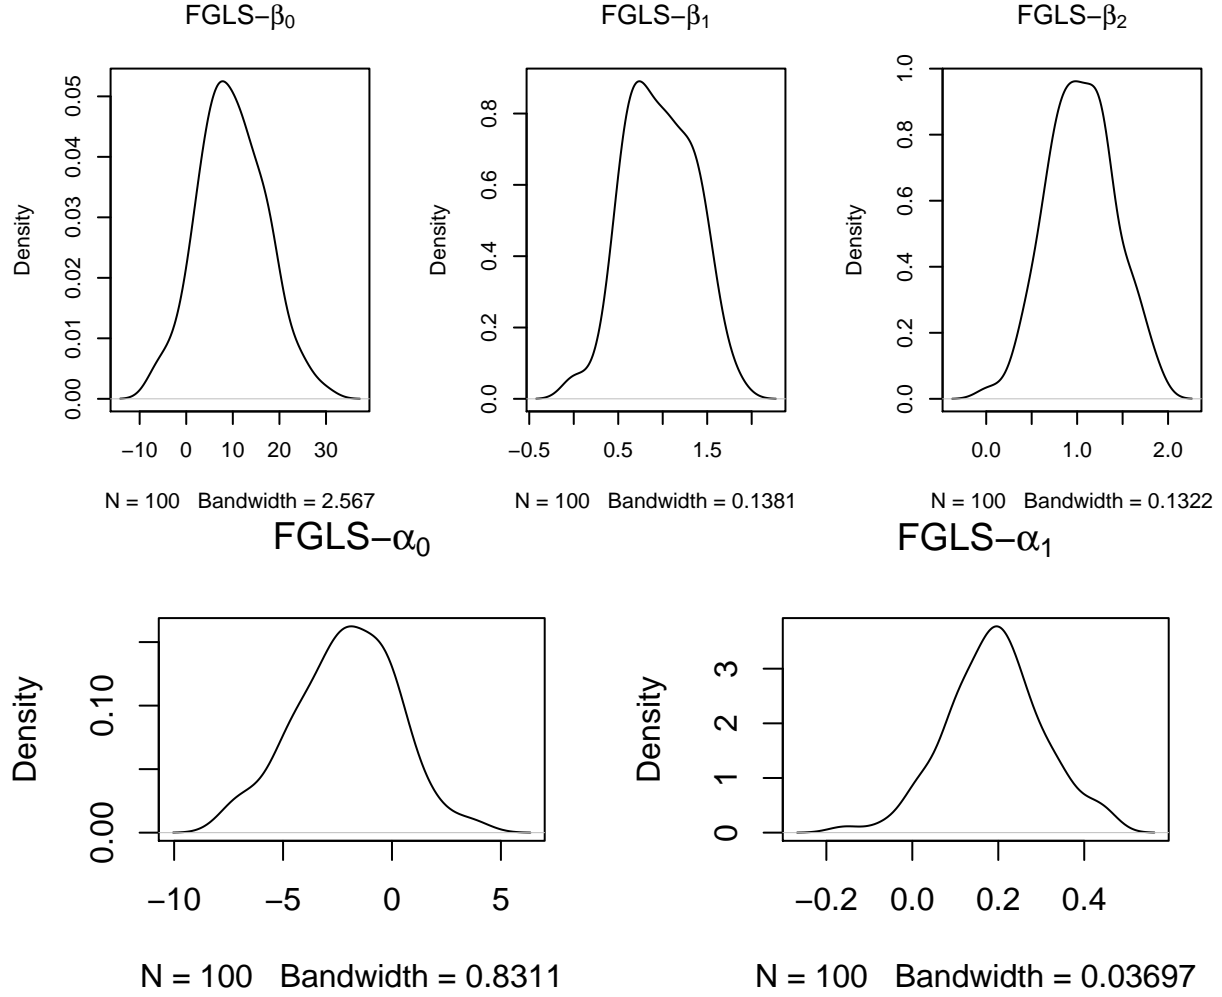 FGLS−β0
Density
0.00 0.01 0.02 0.03 0.04 0.05
−10 0 10 20 30
N = 100 Bandwidth = 2.567
FGLS−β1
Density
0.0 0.2 0.4 0.6 0.8
−0.5 0.5 1.5
N = 100 Bandwidth = 0.1381
FGLS−β2
Density
0.0 0.2 0.4 0.6 0.8 1.0
0.0 1.0 2.0
N = 100 Bandwidth = 0.1322
FGLS−α0
Density
0.00 0.10
−10 −5 0 5
N = 100 Bandwidth = 0.8311
FGLS−α1
Density
0 1 2 3
−0.2 0.0 0.2 0.4
N = 100 Bandwidth = 0.03697